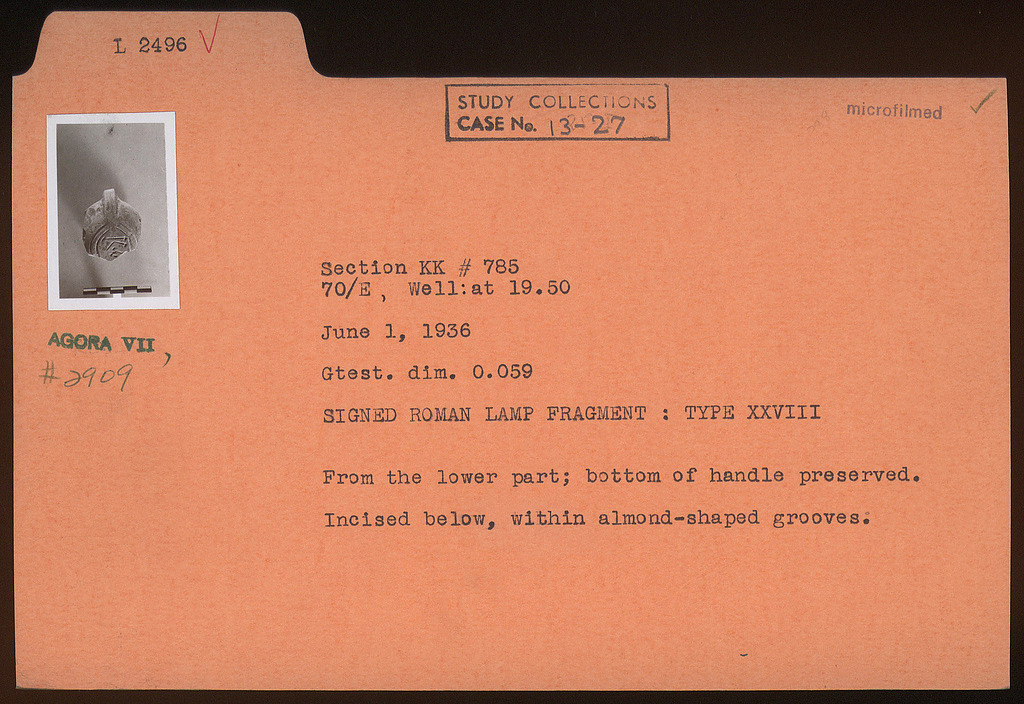 L 2496
STUDY COLLECTIONS
CASE No. 13-27
microfilmed
AGORA VII,
#2909
Section KK # 785
70/E, Well:at 19.50
June 1, 1936
Gtest. dim. 0.059
SIGNED ROMAN LAMP FRAGMENT : TYPE XXVIII
From the lower part; bottom of handle preserved.
Incised below, within almond-shaped grooves: